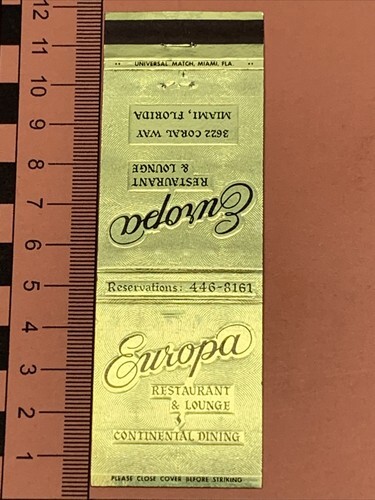 UNIVERSAL MATCH, MIAMI, FLA.
3622 CORAL WAY
MIAMI, FLORIDA
Europa
RESTAURANT
& LOUNGE
Reservations: 446-8161
Europa
RESTAURANT
& LOUNGE
CONTINENTAL DINING
PLEASE CLOSE COVER BEFORE STRIKING
12
11
10
9
8
7
6
5
4
3
2
1